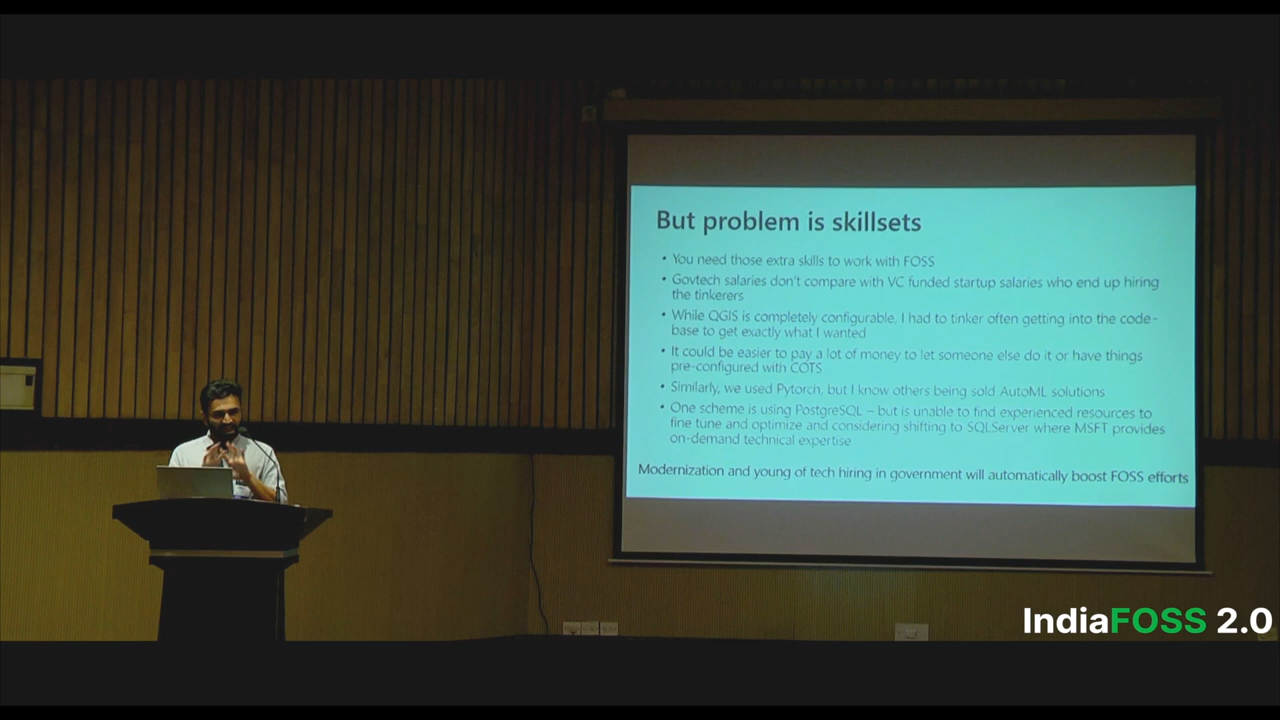 But problem is skillsets
• You need those extra skills to work with FOSS
• Govtech salaries don't compare with VC funded startup salaries who end up hiring
the tinkerers
• While QGIS is completely configurable, I had to tinker often getting into the code-
base to get exactly what I wanted
• It could be easier to pay a lot of money to let someone else do it or have things
pre-configured with COTS
• Similarly, we used Pytorch, but I know others being sold AutoML solutions
• One scheme is using PostgreSQL – but is unable to find experienced resources to
fine tune and optimize and considering shifting to SQLServer where MSFT provides
on-demand technical expertise
Modernization and young of tech hiring in government will automatically boost FOSS efforts
IndiaFOSS 2.0